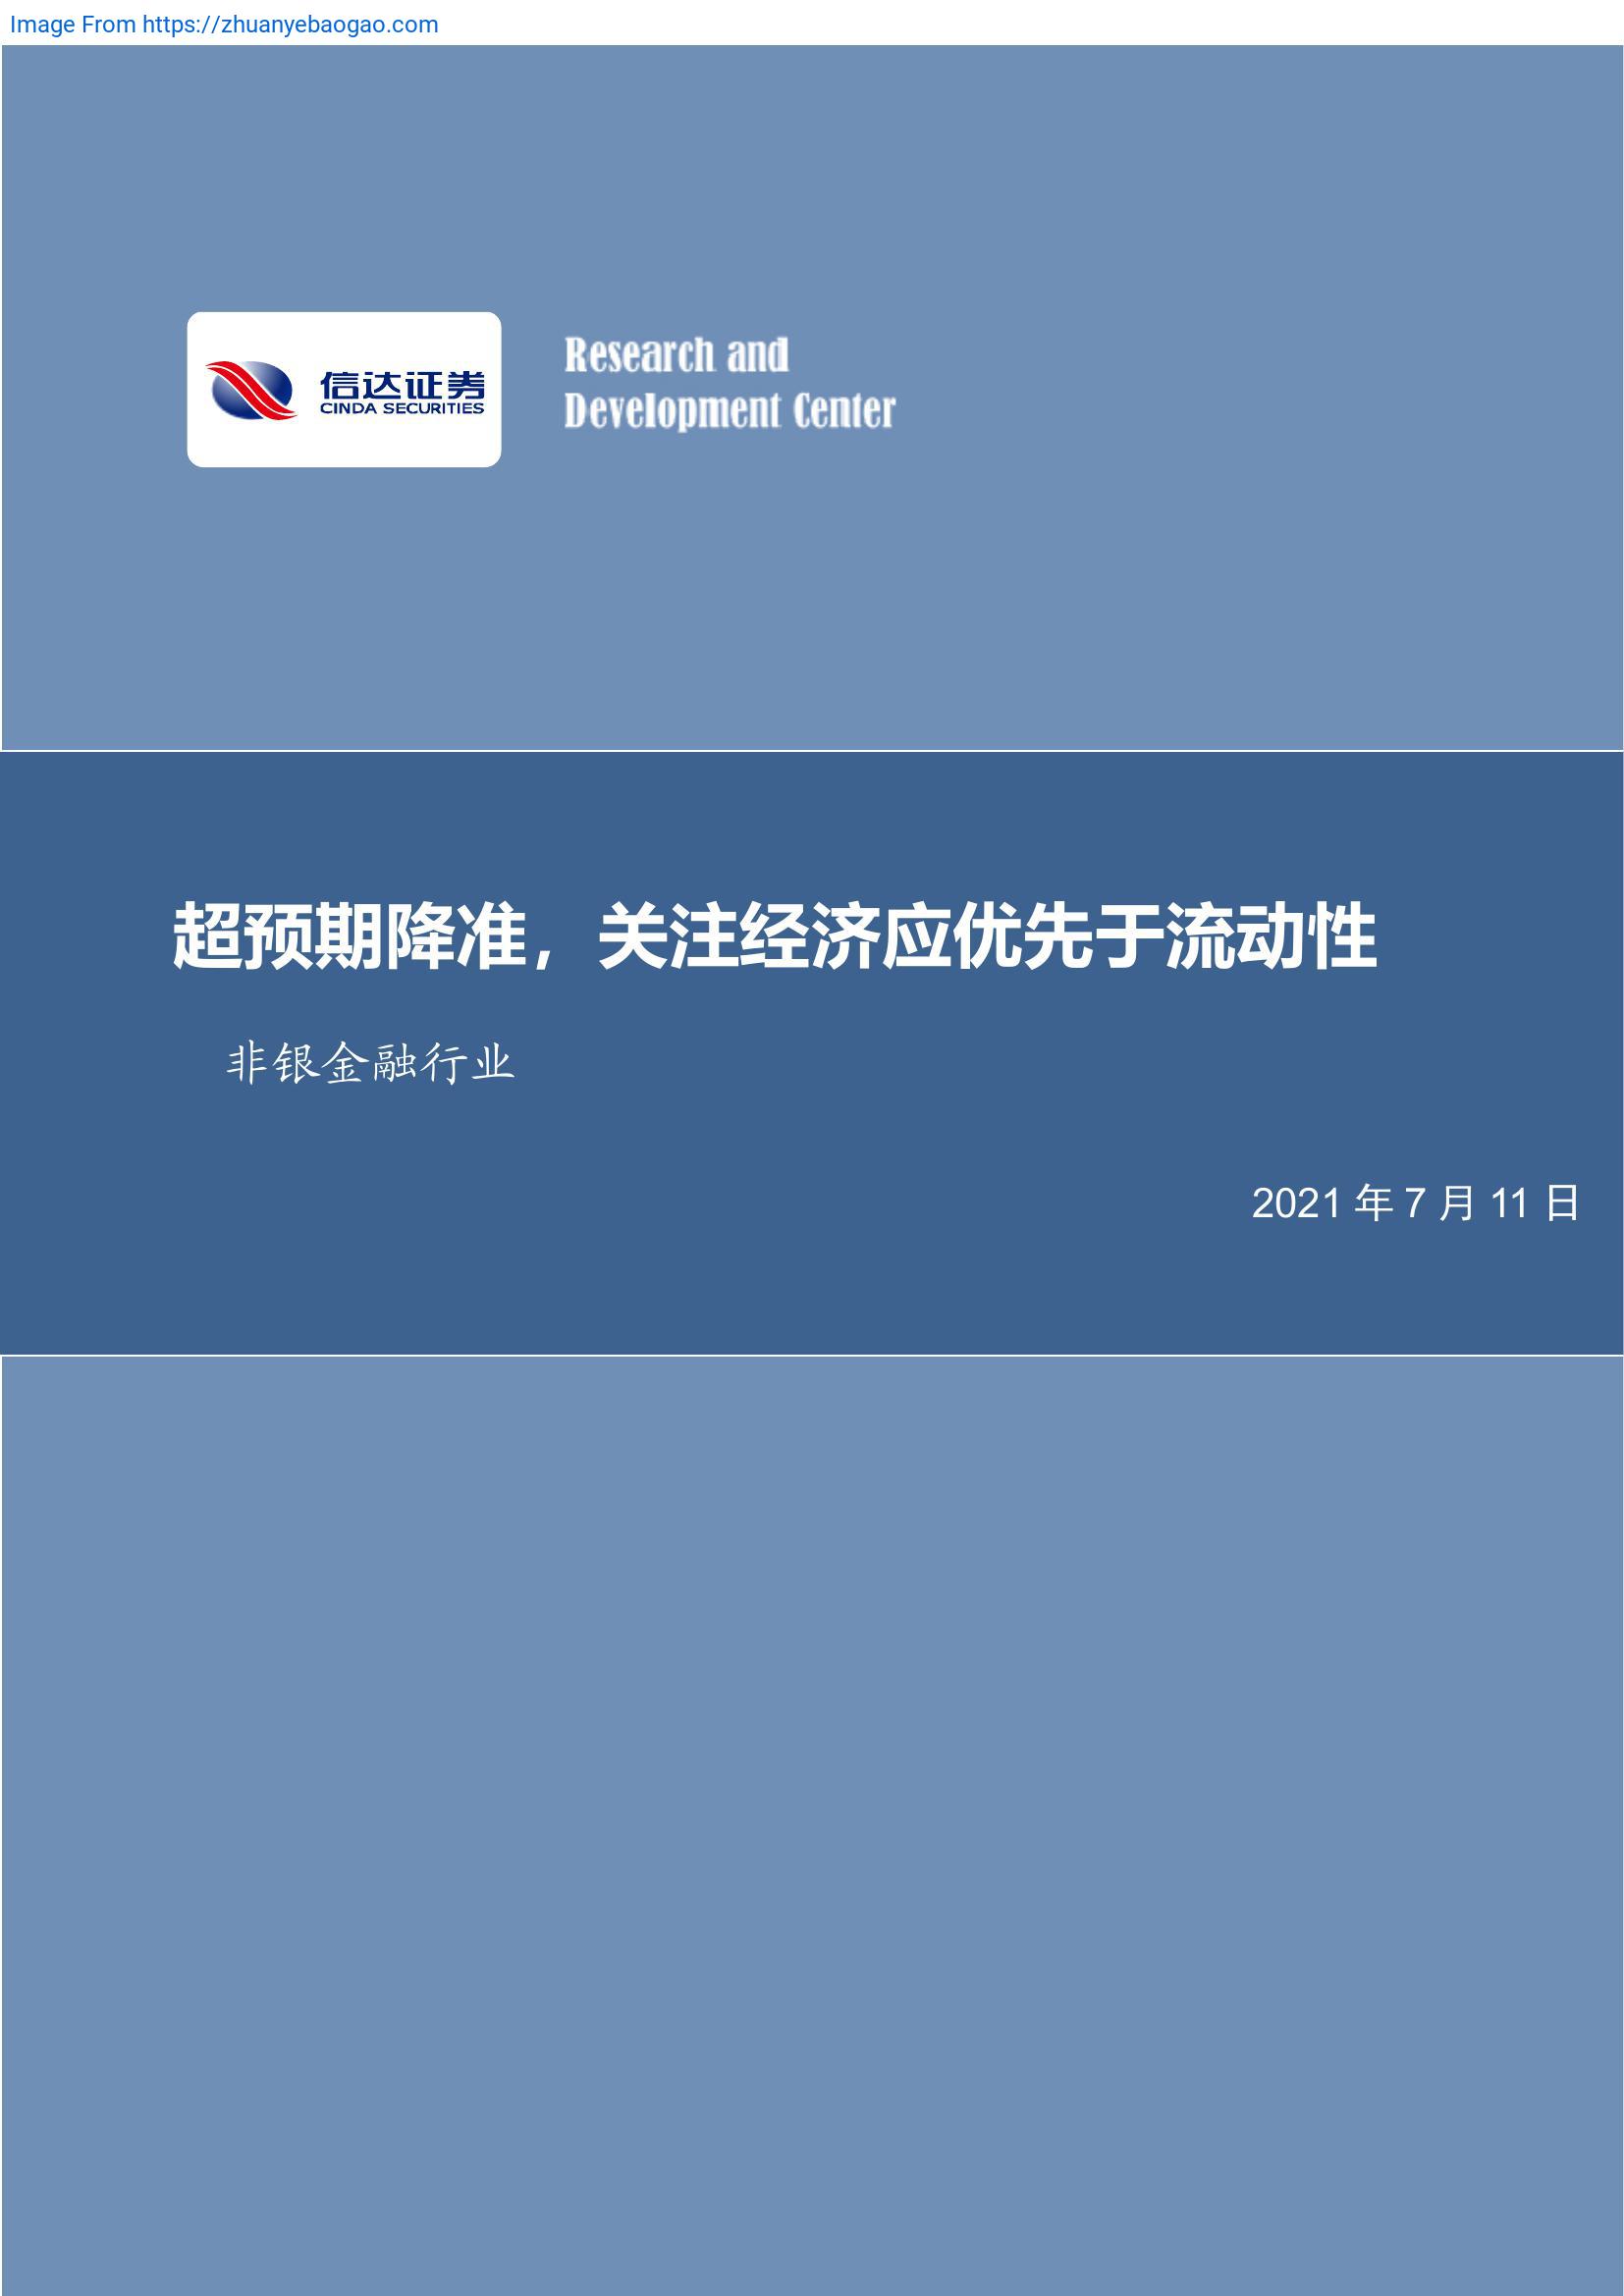 Image From https://zhuanyebaogao.com
信达证券
CINDA SECURITIES
Research and
Development Center
超预期降准，关注经济应优先于流动性
非银金融行业
2021 年 7 月 11 日